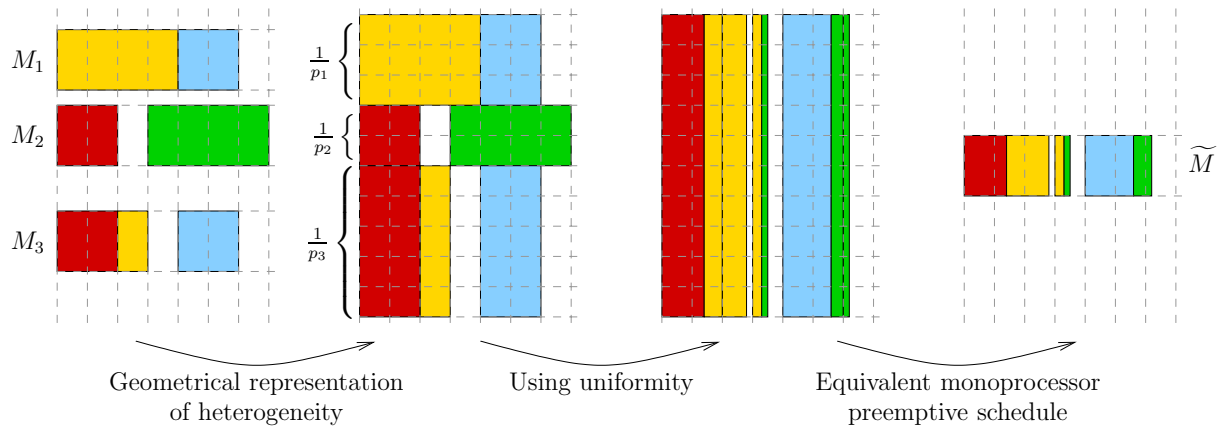 M₁
M₂
M₃
1/p₁
1/p₂
1/p₃
M̃
Geometrical representation
of heterogeneity
Using uniformity
Equivalent monoprocessor
preemptive schedule